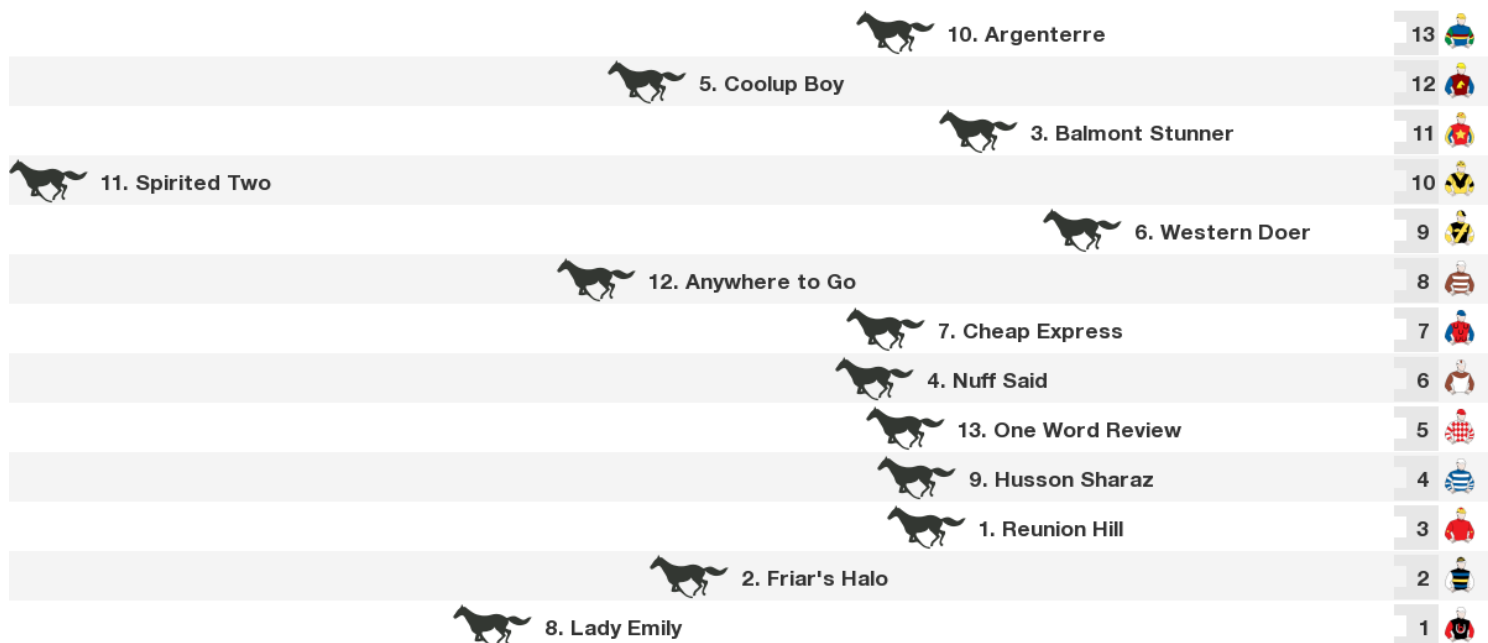 10. Argenterre 13
5. Coolup Boy 12
3. Balmont Stunner 11
11. Spirited Two 10
6. Western Doer 9
12. Anywhere to Go 8
7. Cheap Express 7
4. Nuff Said 6
13. One Word Review 5
9. Husson Sharaz 4
1. Reunion Hill 3
2. Friar's Halo 2
8. Lady Emily 1